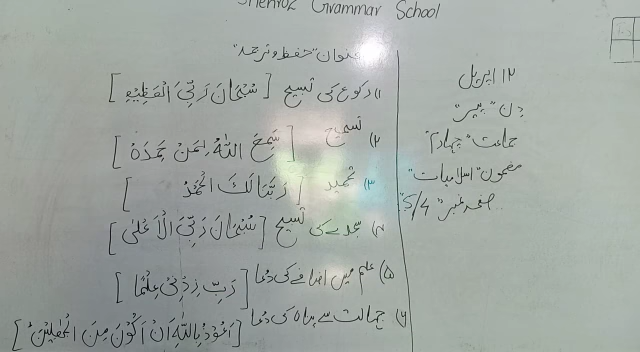 Shehroz Grammar School
عنوان "حفظ و ترجمہ"
۱۲ اپریل
دن "پیر"
جماعت "چہارم"
مضمون "اسلامیات"
صفحہ نمبر "5/4"
۱) رکوع کی تسبیح [سُبْحَانَ رَبِّيَ الْعَظِيْمِ]
۲) تسمیع [سَمِعَ اللّٰهُ لِمَنْ حَمِدَهُ]
۳) تحمید [رَبَّنَا لَكَ الْحَمْدُ]
۴) سجدے کی تسبیح [سُبْحَانَ رَبِّيَ الْاَعْلٰى]
۵) علم میں اضافے کی دعا [رَبِّ زِدْنِيْ عِلْمًا]
۶) جہالت سے پناہ کی دعا [اَعُوْذُ بِاللّٰهِ اَنْ اَكُوْنَ مِنَ الْجٰهِلِيْنَ]